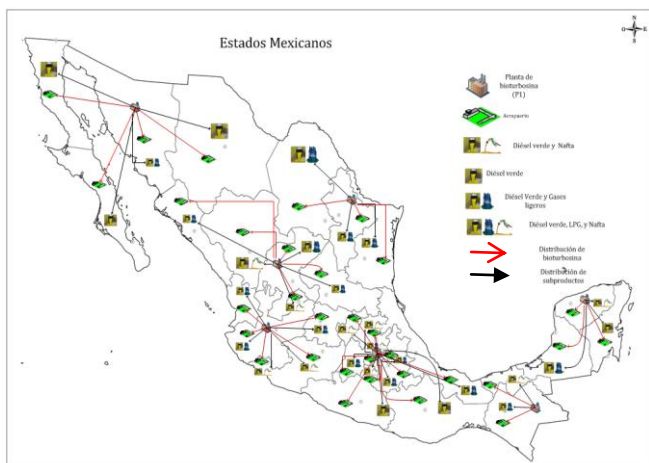 Estados Mexicanos
N
O
E
S
Planta de
bioturbosina
(P1)
Aeropuerto
Diésel verde y Nafta
Diésel verde
Diésel Verde y Gases
ligeros
Diésel verde, LPG, y Nafta
Distribución de
bioturbosina
Distribución de
subproductos